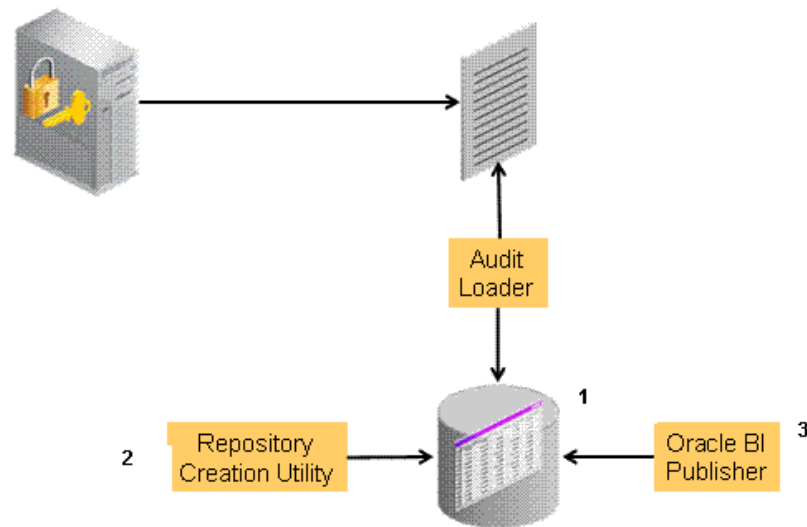 Audit
Loader
1
2
Repository
Creation Utility
Oracle BI
Publisher
3